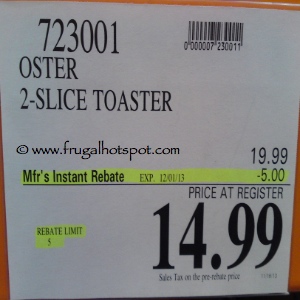 723001
0000007230011
OSTER
2-SLICE TOASTER
© www.frugalhotspot.com
19.99
Mfr's Instant Rebate EXP. 12/01/13 -5.00
PRICE AT REGISTER
REBATE LIMIT
5
14.99
Sales Tax on the pre-rebate price